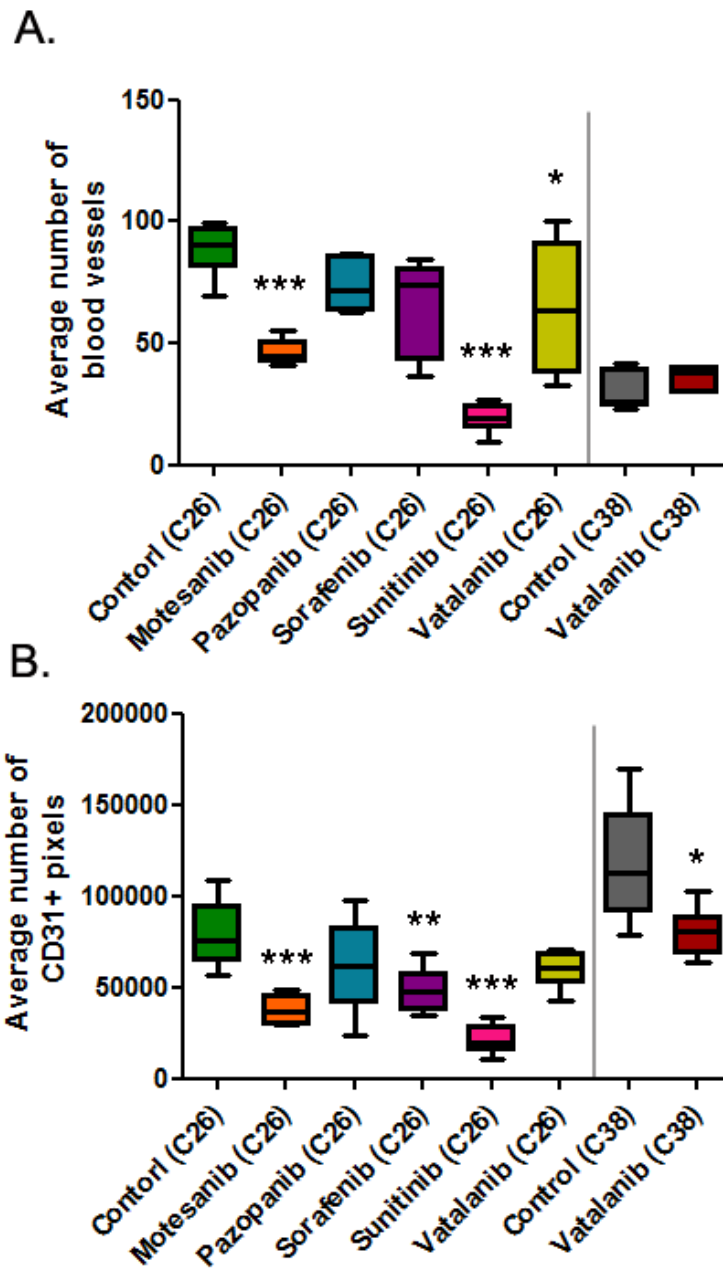 A.
Average number of
blood vessels
150
100
50
0
***
***
*
Contorl (C26)
Motesanib (C26)
Pazopanib (C26)
Sorafenib (C26)
Sunitinib (C26)
Vatalanib (C26)
Control (C38)
Vatalanib (C38)
B.
Average number of
CD31+ pixels
200000
150000
100000
50000
0
***
**
***
*
Contorl (C26)
Motesanib (C26)
Pazopanib (C26)
Sorafenib (C26)
Sunitinib (C26)
Vatalanib (C26)
Control (C38)
Vatalanib (C38)